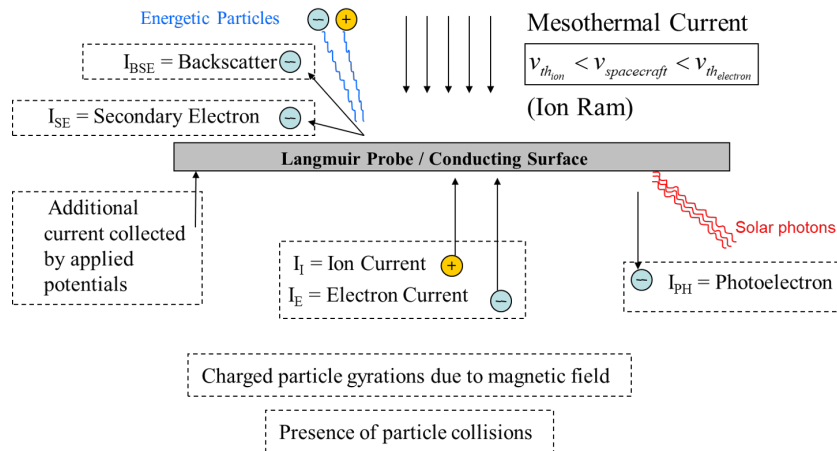 Energetic Particles
− +
Mesothermal Current
I_BSE = Backscatter −
v_th_ion < v_spacecraft < v_th_electron
(Ion Ram)
I_SE = Secondary Electron −
Langmuir Probe / Conducting Surface
Additional
current collected
by applied
potentials
Solar photons
I_I = Ion Current +
I_E = Electron Current −
− I_PH = Photoelectron
Charged particle gyrations due to magnetic field
Presence of particle collisions